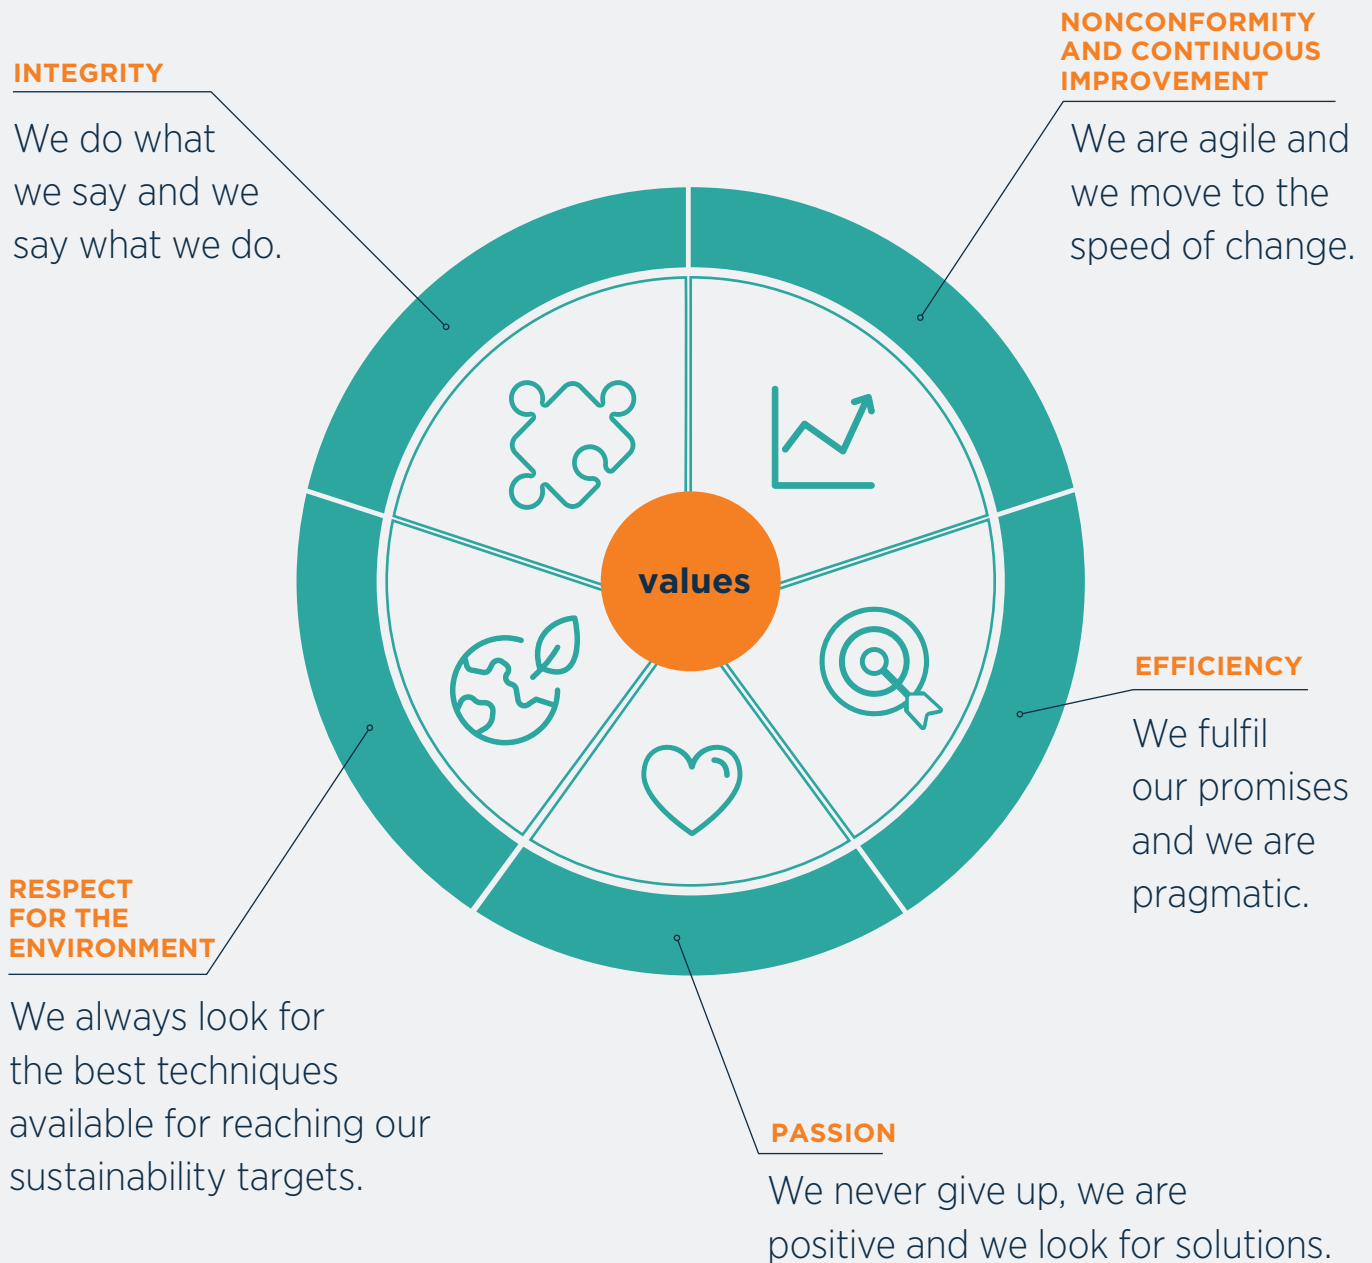 INTEGRITY
We do what
we say and we
say what we do.
NONCONFORMITY
AND CONTINUOUS
IMPROVEMENT
We are agile and
we move to the
speed of change.
values
EFFICIENCY
We fulfil
our promises
and we are
pragmatic.
RESPECT
FOR THE
ENVIRONMENT
We always look for
the best techniques
available for reaching our
sustainability targets.
PASSION
We never give up, we are
positive and we look for solutions.